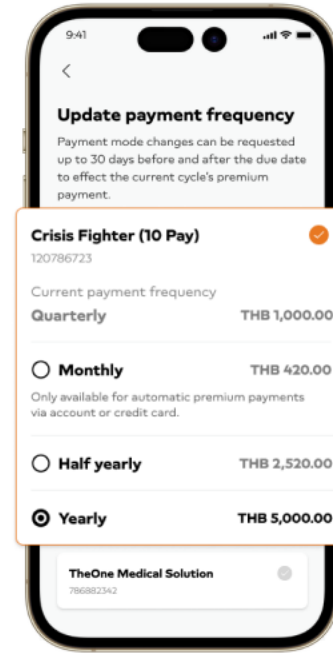 9:41
Update payment frequency
Payment mode changes can be requested
up to 30 days before and after the due date
to effect the current cycle's premium
payment.
Crisis Fighter (10 Pay)
120786723
Current payment frequency
Quarterly THB 1,000.00
Monthly THB 420.00
Only available for automatic premium payments
via account or credit card.
Half yearly THB 2,520.00
Yearly THB 5,000.00
TheOne Medical Solution
786882342